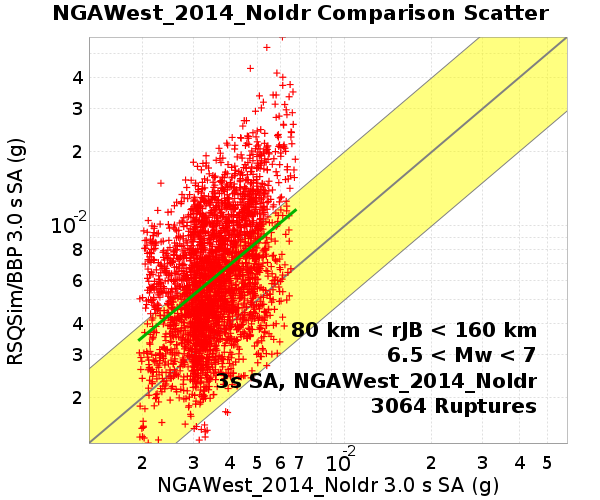 NGAWest_2014_NoIdr Comparison Scatter
RSQSim/BBP 3.0 s SA (g)
4
3
2
10⁻²
8
6
4
3
2
80 km < rJB < 160 km
6.5 < Mw < 7
3s SA, NGAWest_2014_NoIdr
3064 Ruptures
2 3 4 5 6 7 10⁻² 2 3 4 5
NGAWest_2014_NoIdr 3.0 s SA (g)